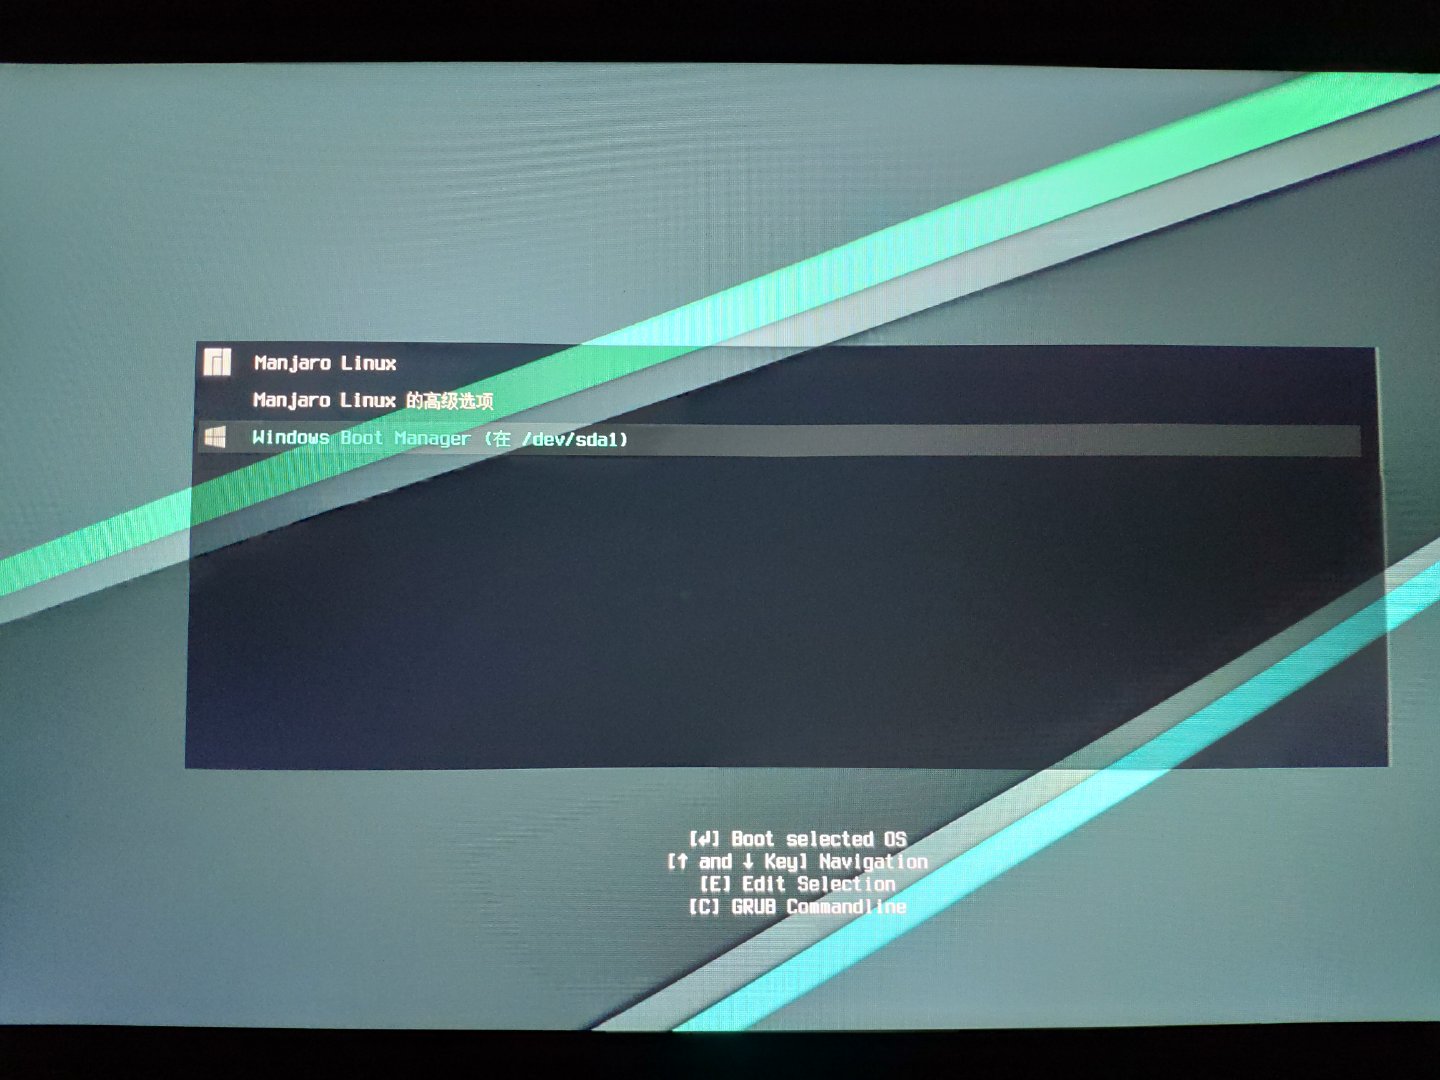 Manjaro Linux
Manjaro Linux 的高级选项
Windows Boot Manager (在 /dev/sda1)
[↲] Boot selected OS
[↑ and ↓ Key] Navigation
[E] Edit Selection
[C] GRUB Commandline